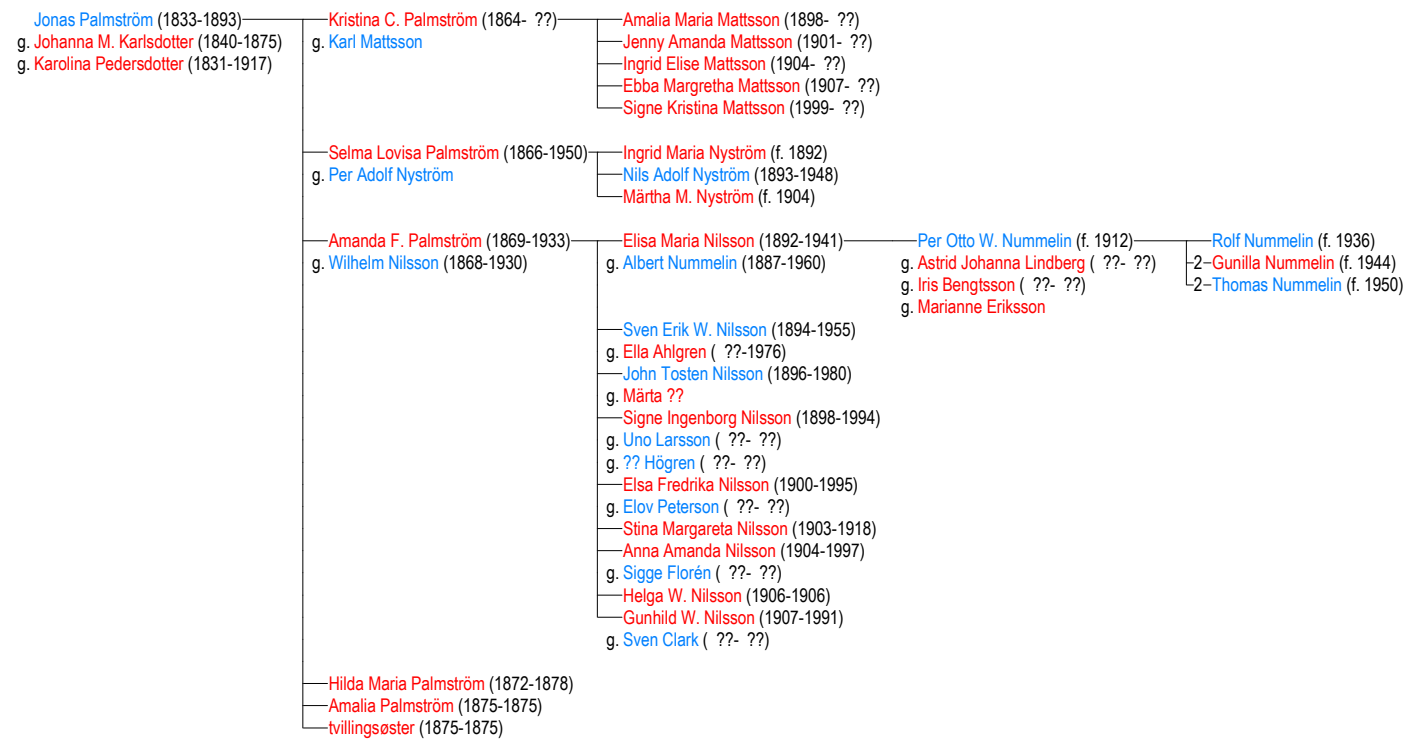 Jonas Palmström (1833-1893)
g. Johanna M. Karlsdotter (1840-1875)
g. Karolina Pedersdotter (1831-1917)
Kristina C. Palmström (1864- ??)
g. Karl Mattsson
Amalia Maria Mattsson (1898- ??)
Jenny Amanda Mattsson (1901- ??)
Ingrid Elise Mattsson (1904- ??)
Ebba Margretha Mattsson (1907- ??)
Signe Kristina Mattsson (1999- ??)
Selma Lovisa Palmström (1866-1950)
g. Per Adolf Nyström
Ingrid Maria Nyström (f. 1892)
Nils Adolf Nyström (1893-1948)
Märtha M. Nyström (f. 1904)
Amanda F. Palmström (1869-1933)
g. Wilhelm Nilsson (1868-1930)
Elisa Maria Nilsson (1892-1941)
g. Albert Nummelin (1887-1960)
Per Otto W. Nummelin (f. 1912)
g. Astrid Johanna Lindberg ( ??- ??)
g. Iris Bengtsson ( ??- ??)
g. Marianne Eriksson
Rolf Nummelin (f. 1936)
2 Gunilla Nummelin (f. 1944)
2 Thomas Nummelin (f. 1950)
Sven Erik W. Nilsson (1894-1955)
g. Ella Ahlgren ( ??-1976)
John Tosten Nilsson (1896-1980)
g. Märta ??
Signe Ingenborg Nilsson (1898-1994)
g. Uno Larsson ( ??- ??)
g. ?? Högren ( ??- ??)
Elsa Fredrika Nilsson (1900-1995)
g. Elov Peterson ( ??- ??)
Stina Margareta Nilsson (1903-1918)
Anna Amanda Nilsson (1904-1997)
g. Sigge Florén ( ??- ??)
Helga W. Nilsson (1906-1906)
Gunhild W. Nilsson (1907-1991)
g. Sven Clark ( ??- ??)
Hilda Maria Palmström (1872-1878)
Amalia Palmström (1875-1875)
tvillingsøster (1875-1875)